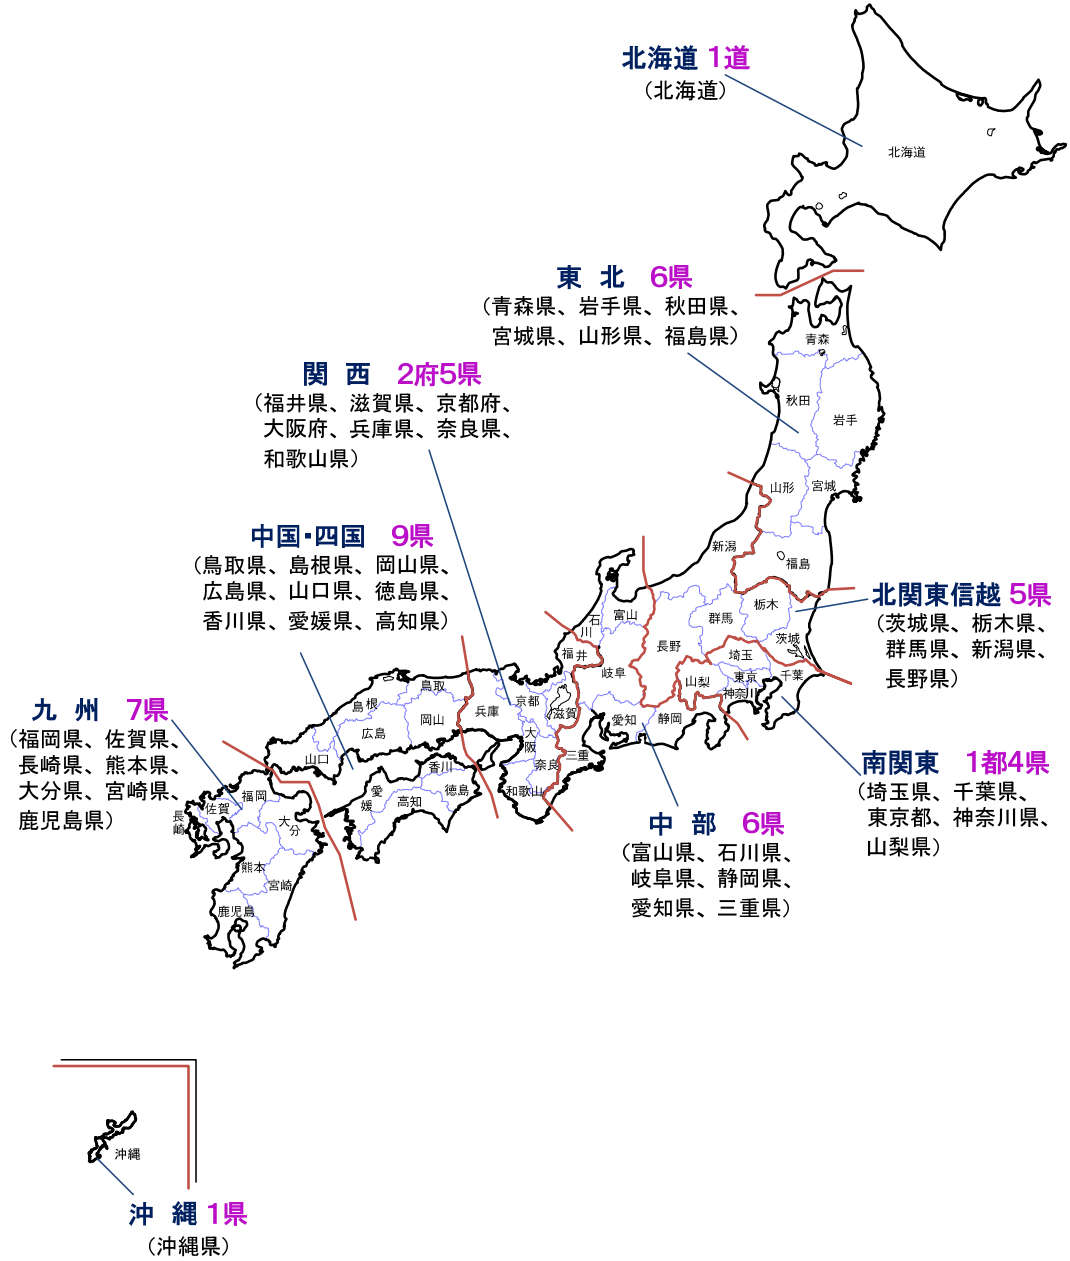 北海道 1道
（北海道）
北海道
東 北 6県
（青森県、岩手県、秋田県、
宮城県、山形県、福島県）
青森
秋田
岩手
山形
宮城
福島
関 西 2府5県
（福井県、滋賀県、京都府、
大阪府、兵庫県、奈良県、
和歌山県）
中国・四国 9県
（鳥取県、島根県、岡山県、
広島県、山口県、徳島県、
香川県、愛媛県、高知県）
新潟
北関東信越 5県
（茨城県、栃木県、
群馬県、新潟県、
長野県）
栃木
群馬
茨城
長野
埼玉
東京
千葉
神奈川
山梨
富山
石川
福井
岐阜
愛知
静岡
三重
滋賀
京都
大阪
奈良
和歌山
兵庫
鳥取
島根
岡山
広島
山口
香川
徳島
愛媛
高知
九 州 7県
（福岡県、佐賀県、
長崎県、熊本県、
大分県、宮崎県、
鹿児島県）
福岡
佐賀
長崎
大分
熊本
宮崎
鹿児島
南関東 1都4県
（埼玉県、千葉県、
東京都、神奈川県、
山梨県）
中 部 6県
（富山県、石川県、
岐阜県、静岡県、
愛知県、三重県）
沖縄
沖 縄 1県
（沖縄県）